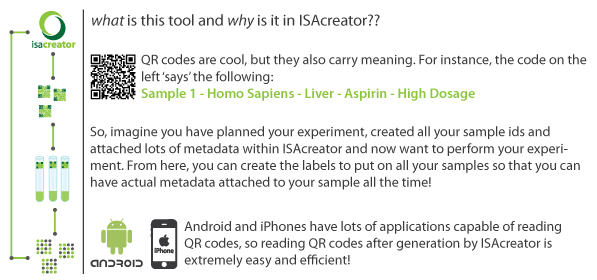 what is this tool and why is it in ISAcreator??
isacreator
QR codes are cool, but they also carry meaning. For instance, the code on the
left 'says' the following:
Sample 1 - Homo Sapiens - Liver - Aspirin - High Dosage
So, imagine you have planned your experiment, created all your sample ids and
attached lots of metadata within ISAcreator and now want to perform your experi-
ment. From here, you can create the labels to put on all your samples so that you can
have actual metadata attached to your sample all the time!
Android and iPhones have lots of applications capable of reading
QR codes, so reading QR codes after generation by ISAcreator is
extremely easy and efficient!
ANDROID
iPhone